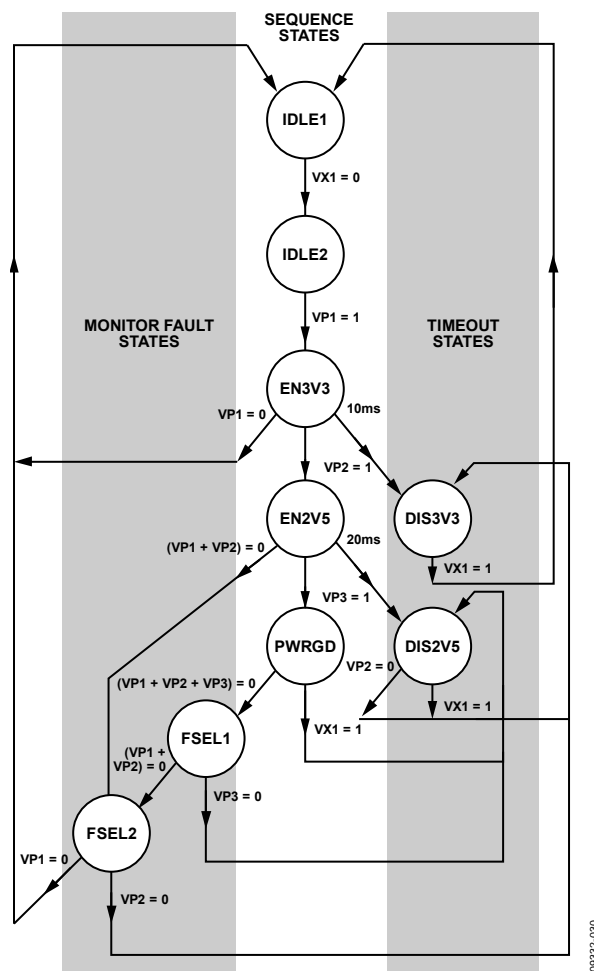 SEQUENCE
STATES
IDLE1
VX1 = 0
IDLE2
VP1 = 1
MONITOR FAULT
STATES
TIMEOUT
STATES
EN3V3
VP1 = 0
10ms
VP2 = 1
DIS3V3
EN2V5
(VP1 + VP2) = 0
20ms
VX1 = 1
VP3 = 1
PWRGD
DIS2V5
VP2 = 0
(VP1 + VP2 + VP3) = 0
VX1 = 1
VX1 = 1
FSEL1
(VP1 +
VP2) = 0
VP3 = 0
FSEL2
VP1 = 0
VP2 = 0
09332-030